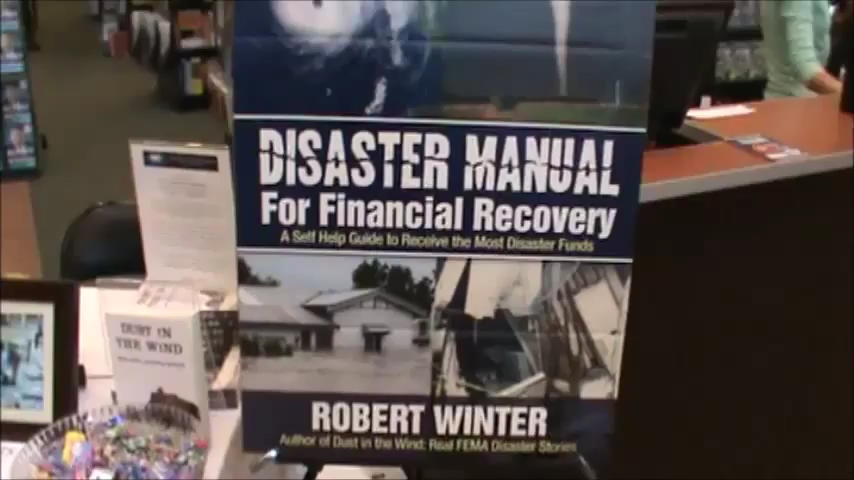 DISASTER MANUAL
For Financial Recovery
A Self Help Guide to Receive the Most Disaster Funds
DUST IN
THE WIND
ROBERT WINTER
Author of Dust in the Wind: Real FEMA Disaster Stories